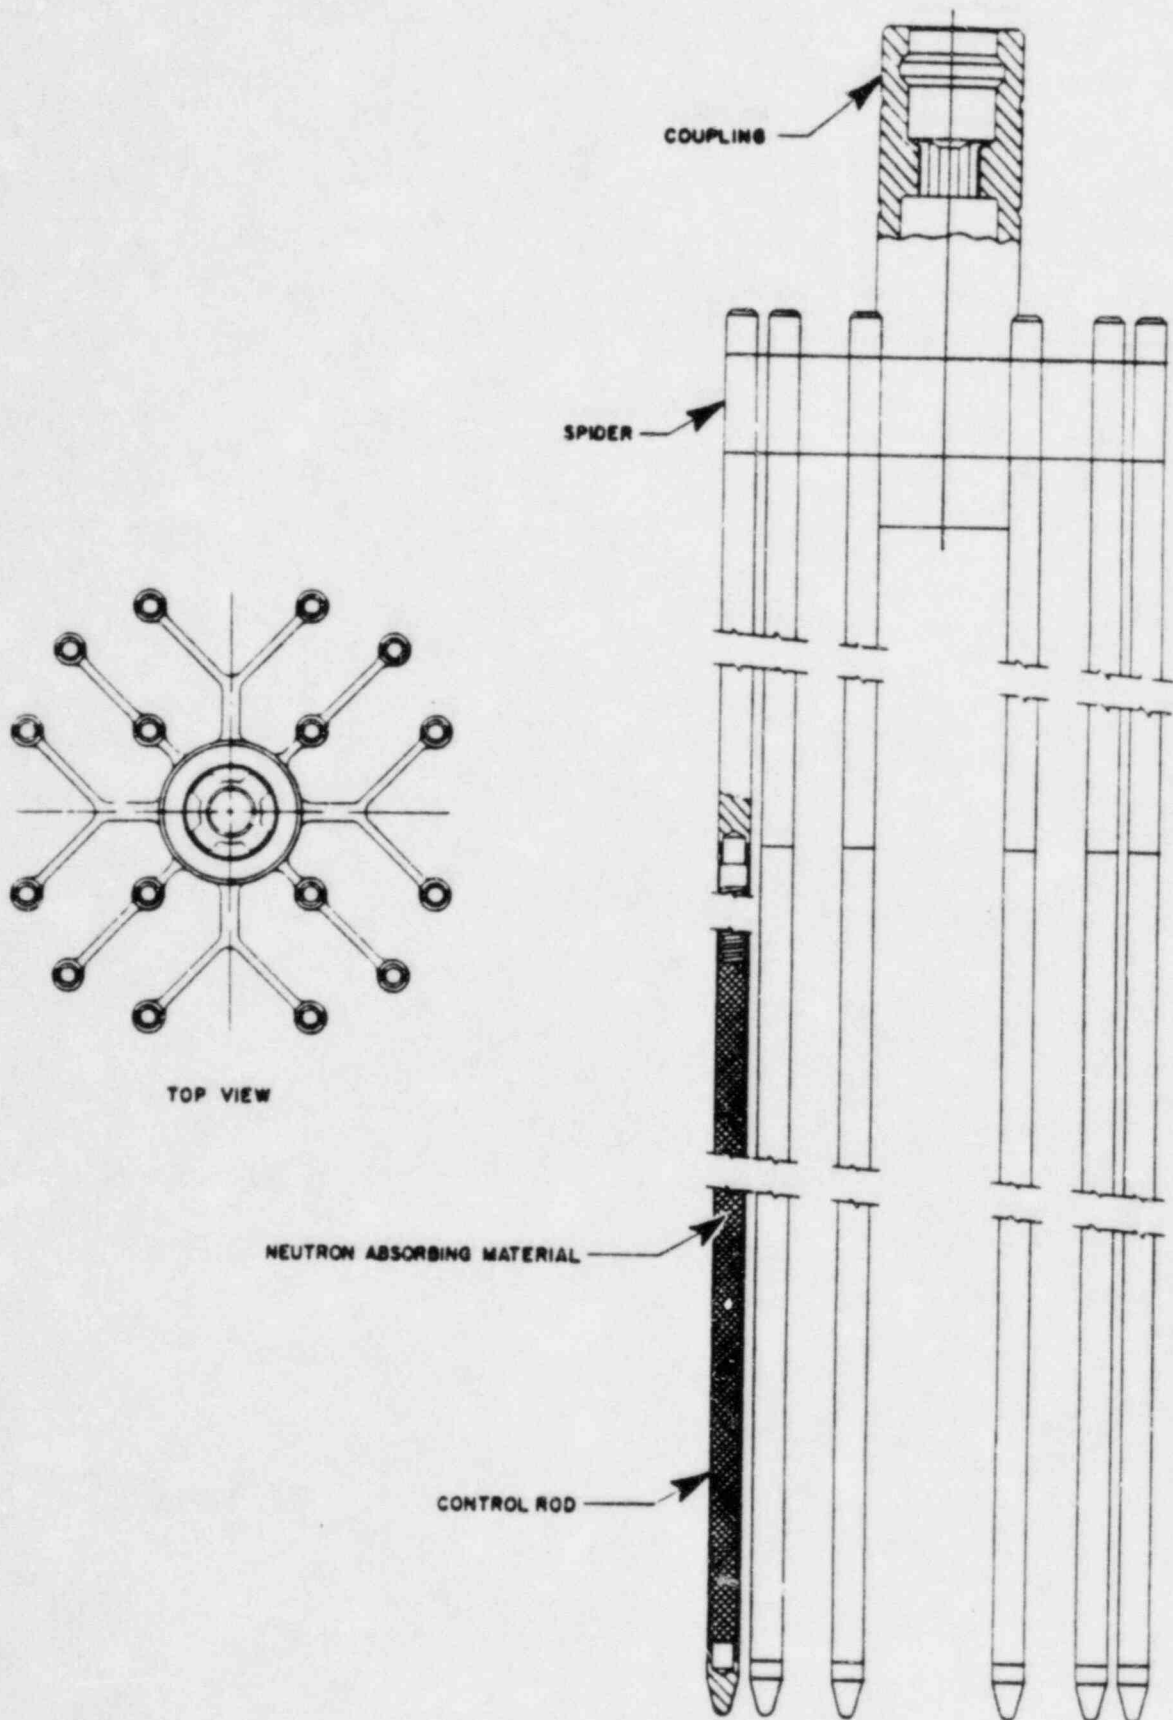 COUPLING
SPIDER
TOP VIEW
NEUTRON ABSORBING MATERIAL
CONTROL ROD